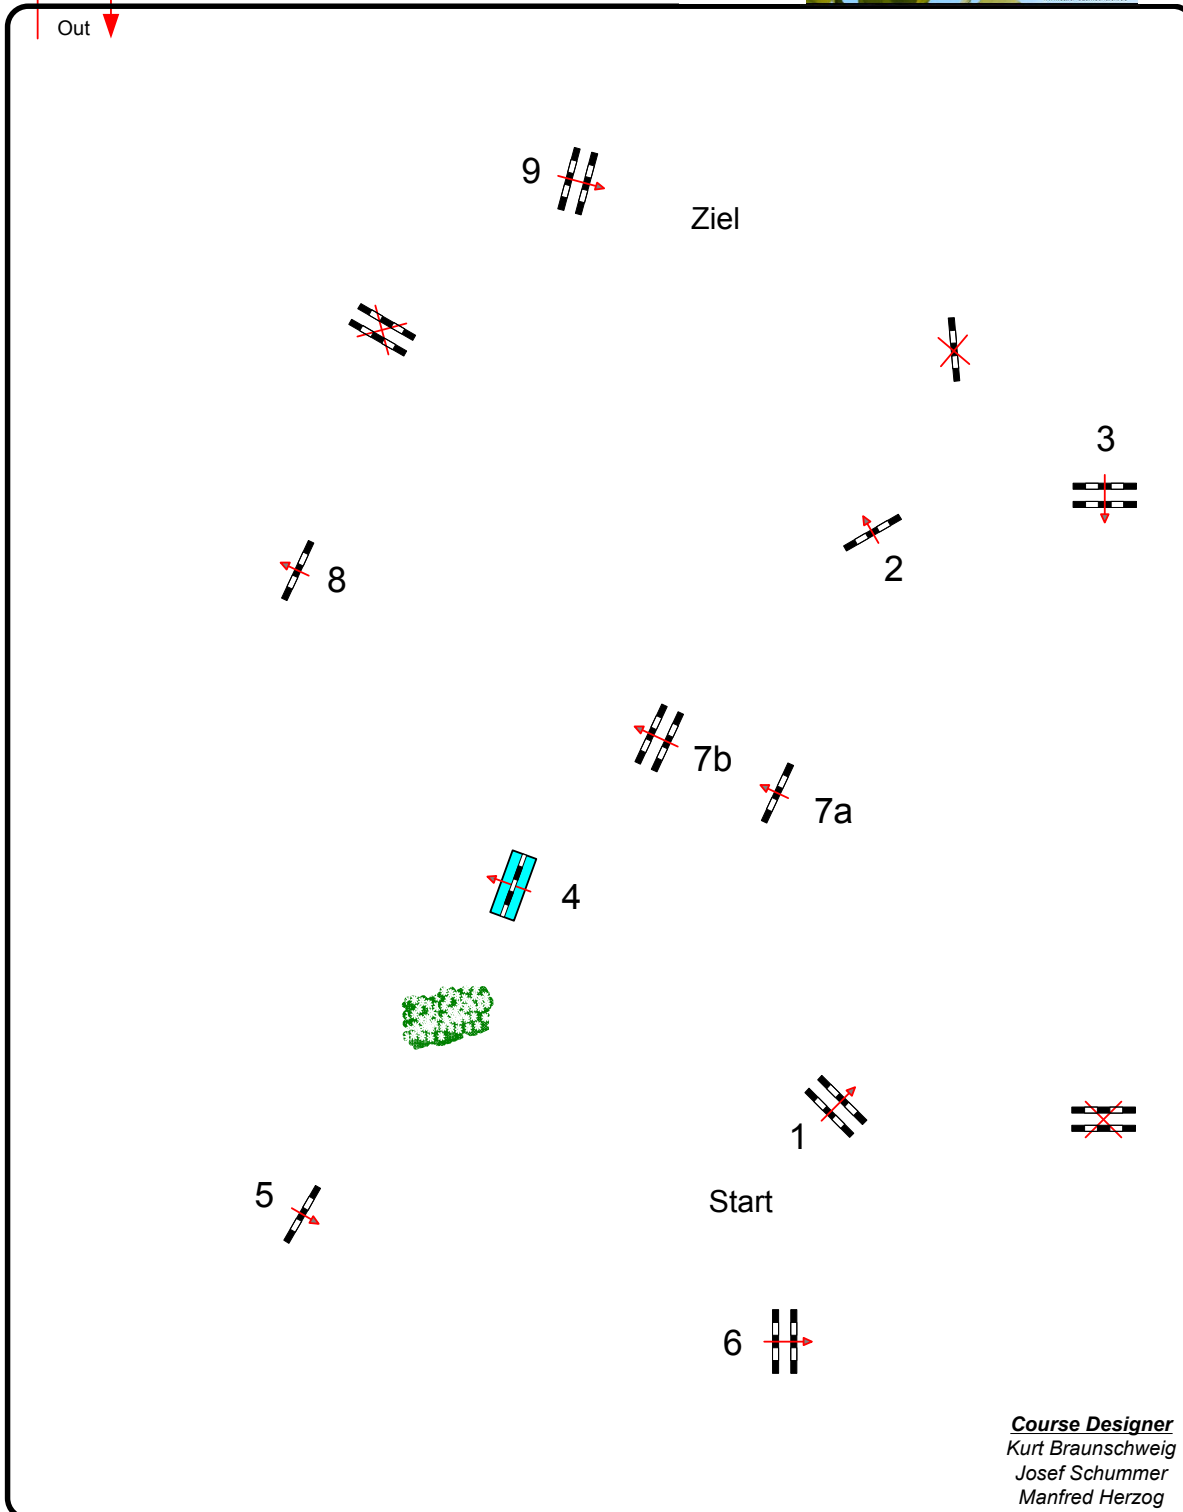 Out
9
Ziel
3
2
8
7b
7a
4
1
5
Start
6
Course Designer
Kurt Braunschweig
Josef Schummer
Manfred Herzog